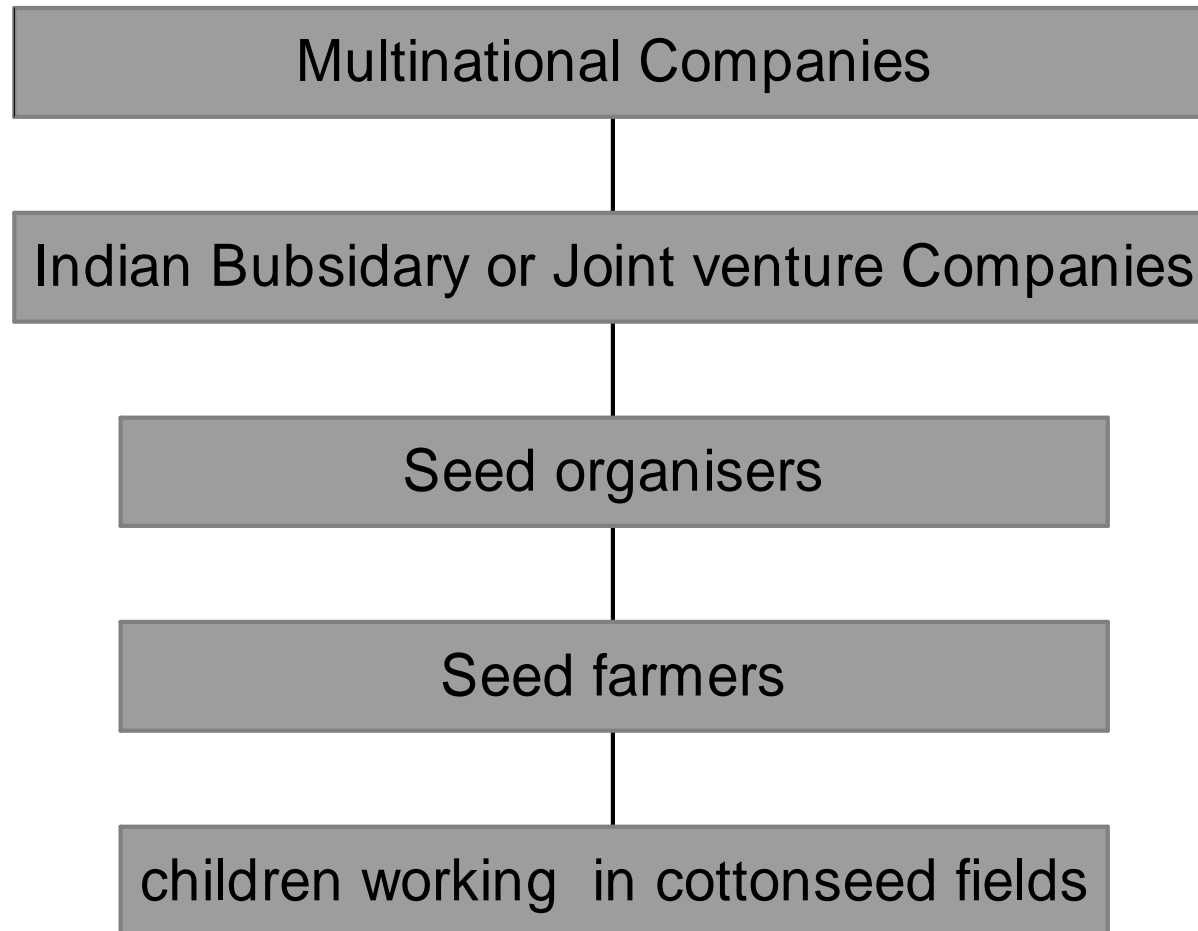 Multinational Companies
Indian Bubsidary or Joint venture Companies
Seed organisers
Seed farmers
children working  in cottonseed fields